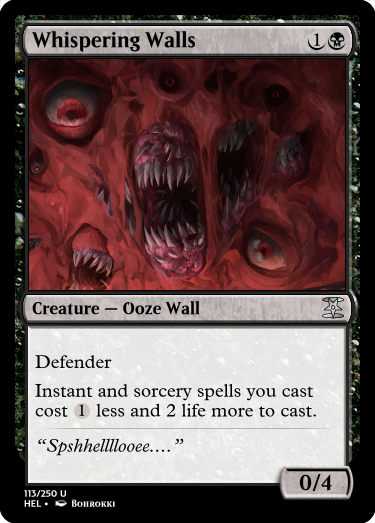 Whispering Walls 1
Creature — Ooze Wall
Defender
Instant and sorcery spells you cast
cost 1 less and 2 life more to cast.
“Spshhellllooee....”
0/4
113/250 U
HEL • Bohrokki